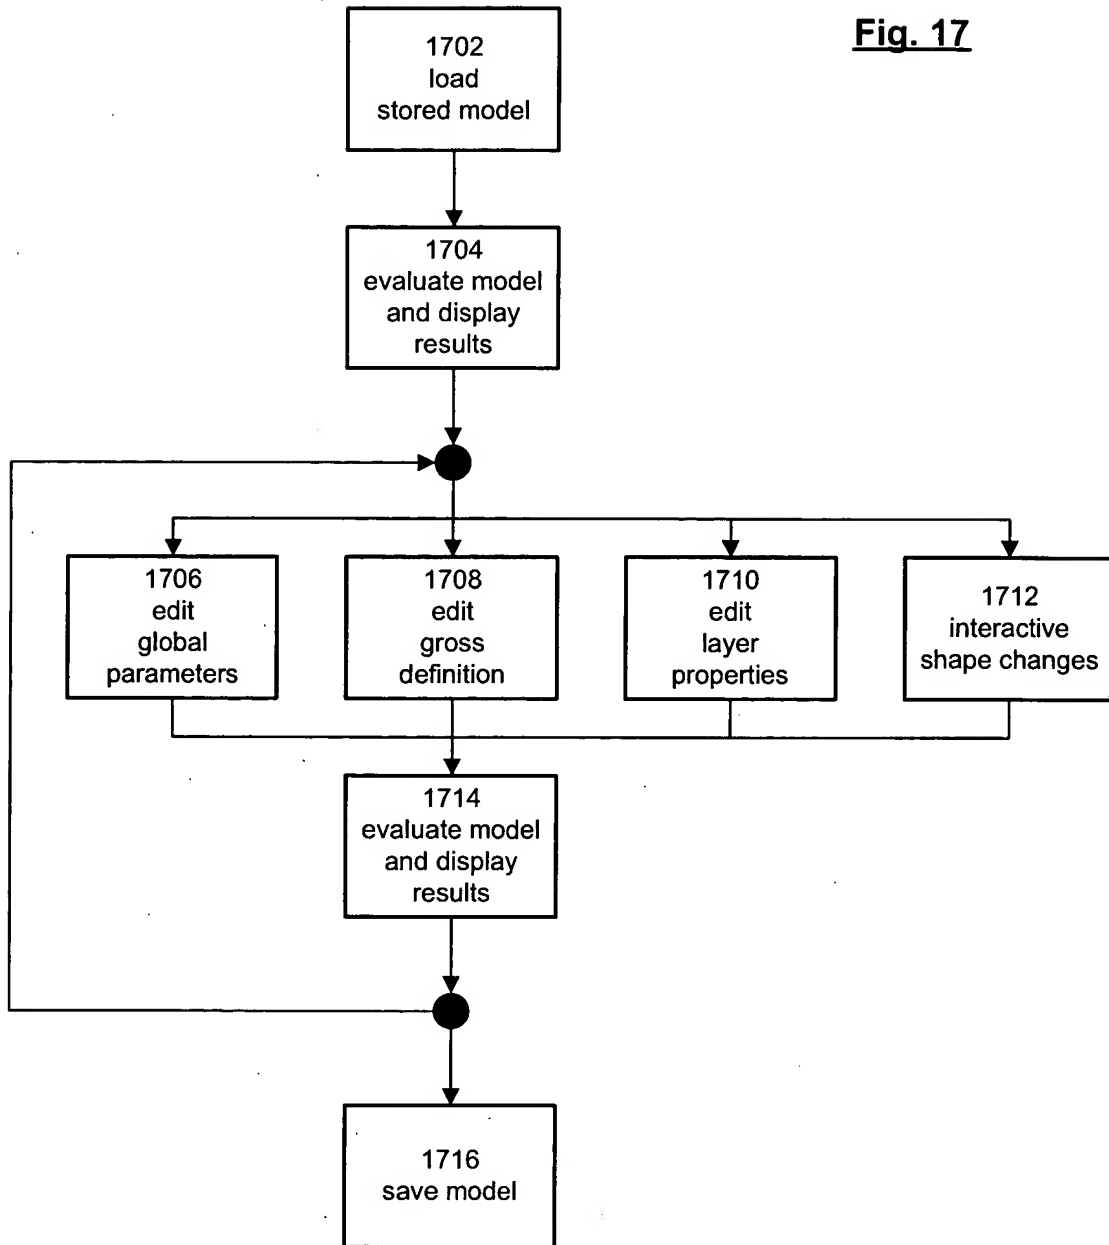 Fig. 17
1702
load
stored model
1704
evaluate model
and display
results
1706
edit
global
parameters
1708
edit
gross
definition
1710
edit
layer
properties
1712
interactive
shape changes
1714
evaluate model
and display
results
1716
save model